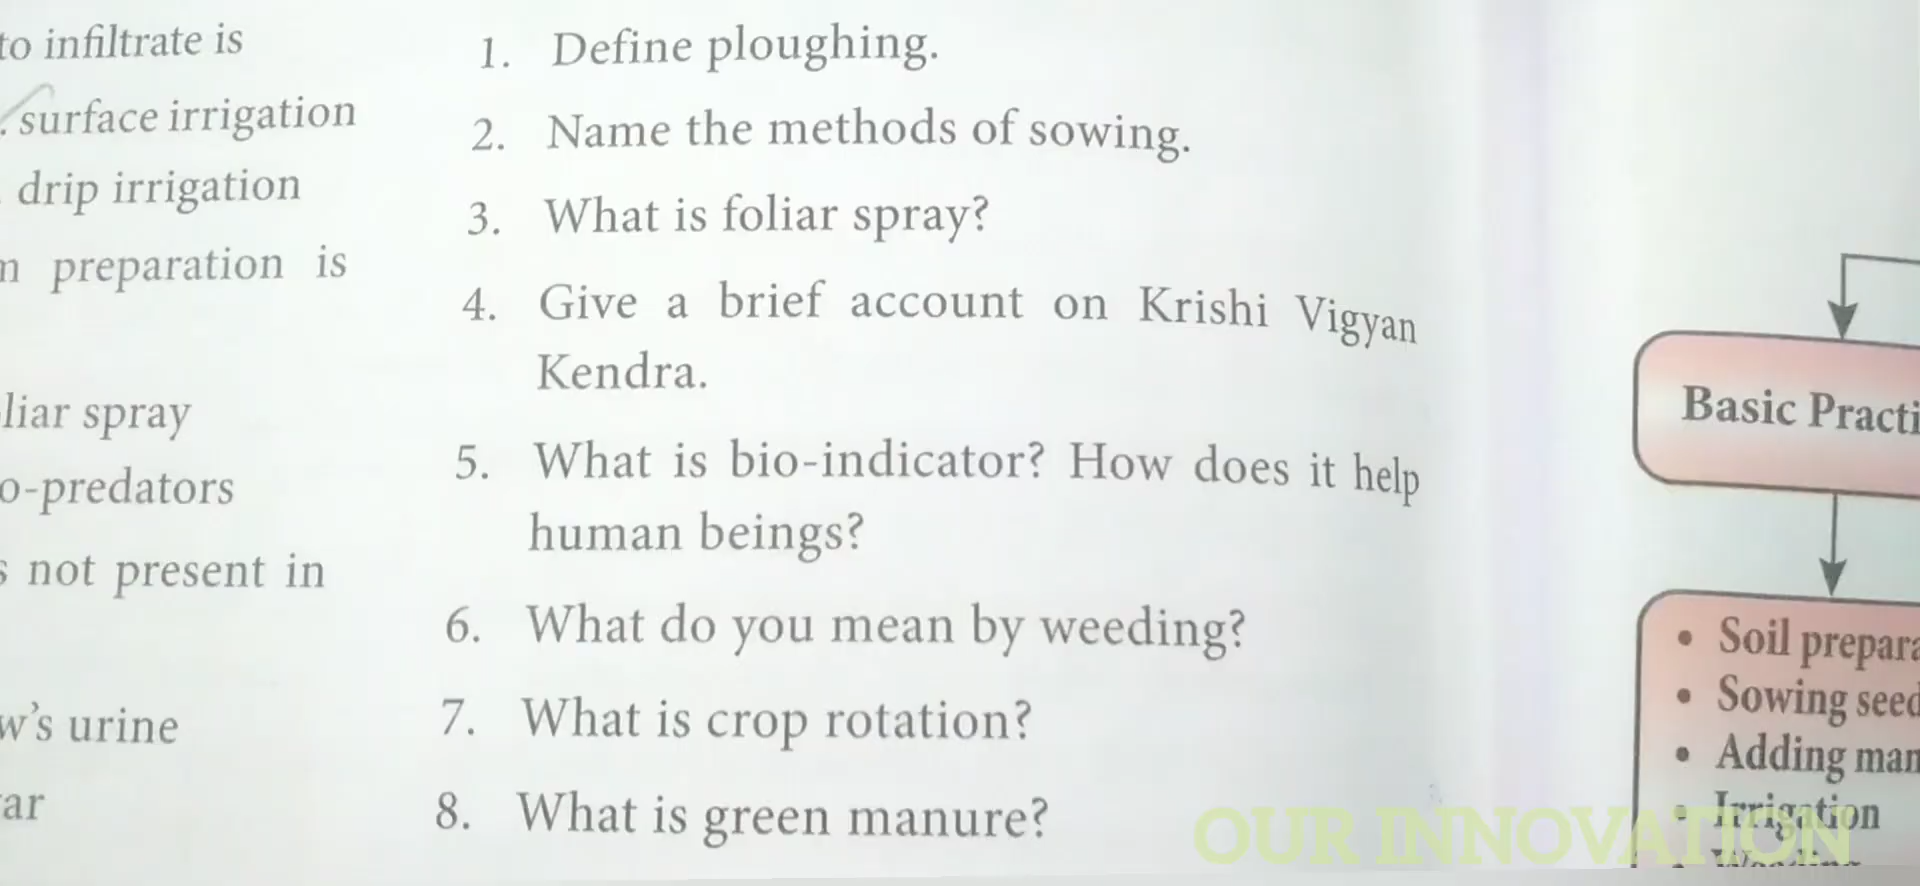 to infiltrate is
. surface irrigation
drip irrigation
preparation is
liar spray
o-predators
s not present in
w's urine
ar
1. Define ploughing.
2. Name the methods of sowing.
3. What is foliar spray?
4. Give a brief account on Krishi Vigyan
Kendra.
5. What is bio-indicator? How does it help
human beings?
6. What do you mean by weeding?
7. What is crop rotation?
8. What is green manure?
Basic Practi
• Soil prepara
• Sowing seed
• Adding man
• Irrigation
OUR INNOVATION